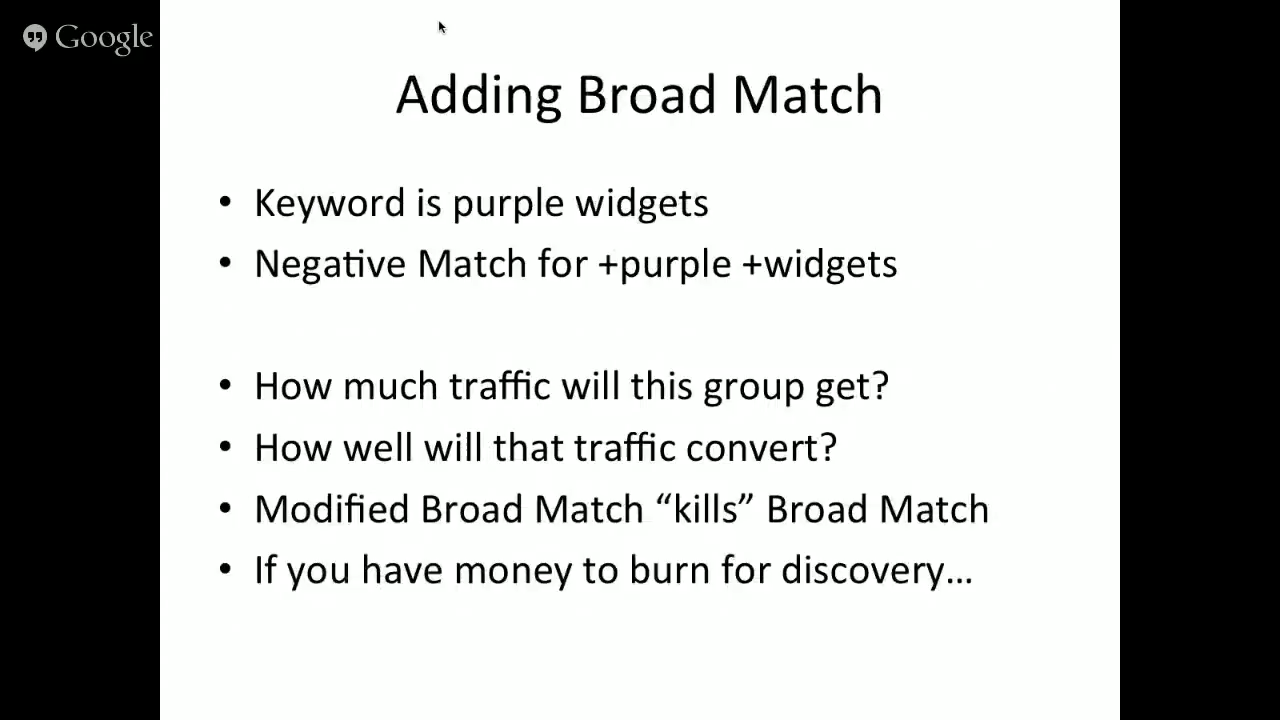 Google
Adding Broad Match
• Keyword is purple widgets
• Negative Match for +purple +widgets
• How much traffic will this group get?
• How well will that traffic convert?
• Modified Broad Match “kills” Broad Match
• If you have money to burn for discovery…